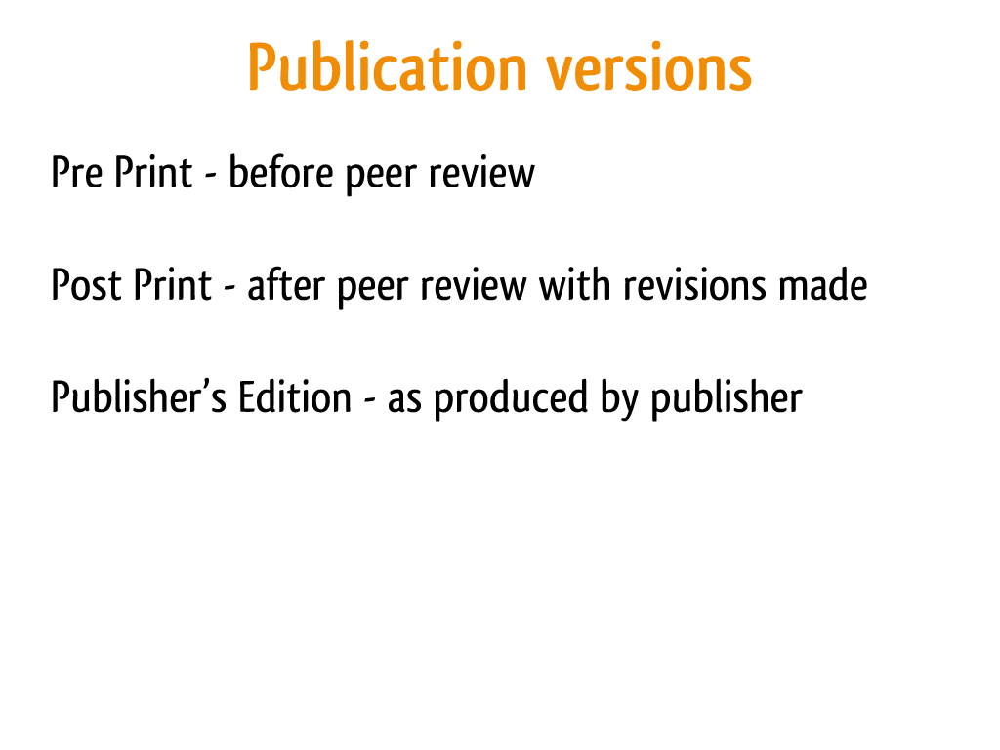 Publication versions
Pre Print - before peer review
Post Print - after peer review with revisions made
Publisher’s Edition - as produced by publisher